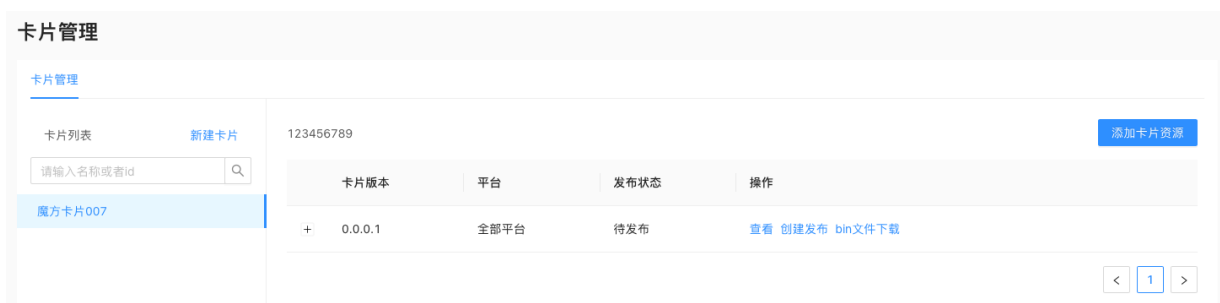 卡片管理
卡片管理
卡片列表 新建卡片
请输入名称或者id
魔方卡片007
123456789 添加卡片资源
卡片版本 平台 发布状态 操作
0.0.0.1 全部平台 待发布 查看 创建发布 bin文件下载
< 1 >